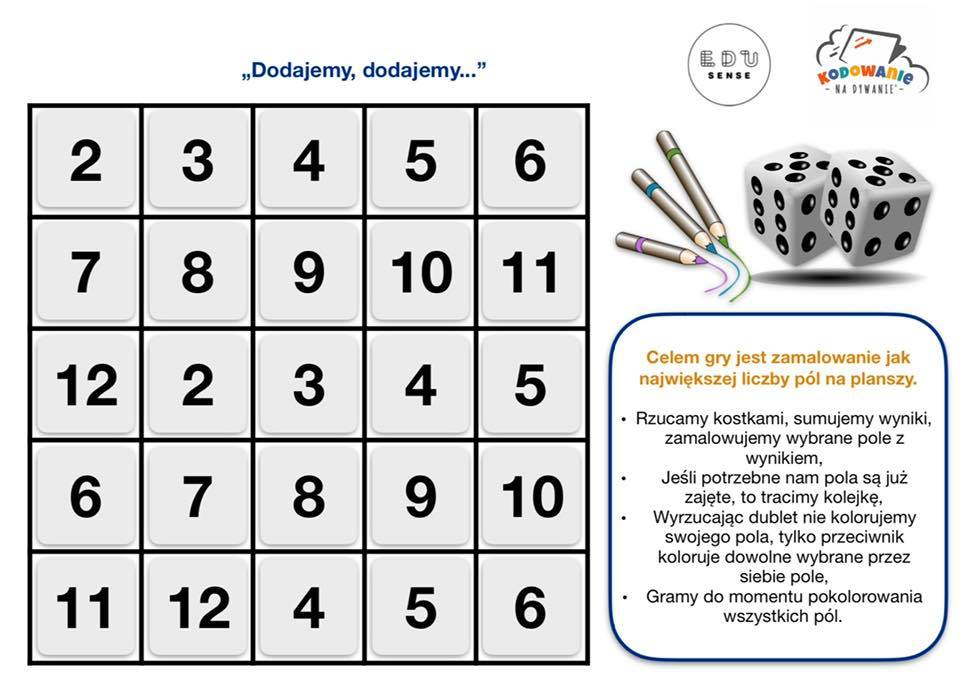 „Dodajemy, dodajemy...”
EDU
SENSE
KODOWANIE
- NA DYWANIE® -
2 3 4 5 6
7 8 9 10 11
12 2 3 4 5
6 7 8 9 10
11 12 4 5 6
Celem gry jest zamalowanie jak
największej liczby pól na planszy.
• Rzucamy kostkami, sumujemy wyniki,
zamalowujemy wybrane pole z
wynikiem,
• Jeśli potrzebne nam pola są już
zajęte, to tracimy kolejkę,
• Wyrzucając dublet nie kolorujemy
swojego pola, tylko przeciwnik
koloruje dowolne wybrane przez
siebie pole,
• Gramy do momentu pokolorowania
wszystkich pól.